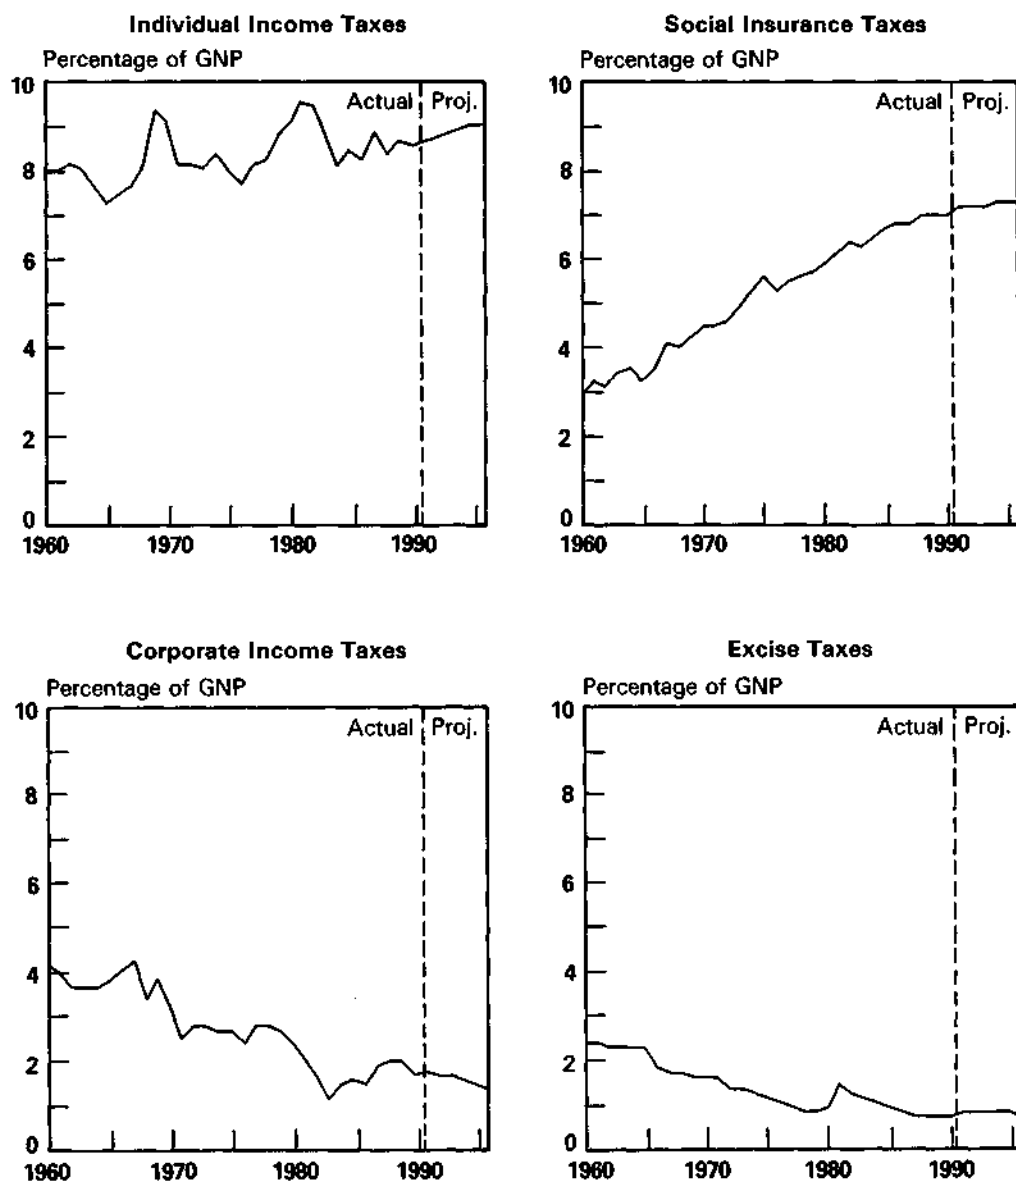 Individual Income Taxes
Percentage of GNP
10
Actual
Proj.
8
6
4
2
0
1960
1970
1980
1990
Social Insurance Taxes
Percentage of GNP
10
Actual
Proj.
8
6
4
2
0
1960
1970
1980
1990
Corporate Income Taxes
Percentage of GNP
10
Actual
Proj.
8
6
4
2
0
1960
1970
1980
1990
Excise Taxes
Percentage of GNP
10
Actual
Proj.
8
6
4
2
0
1960
1970
1980
1990